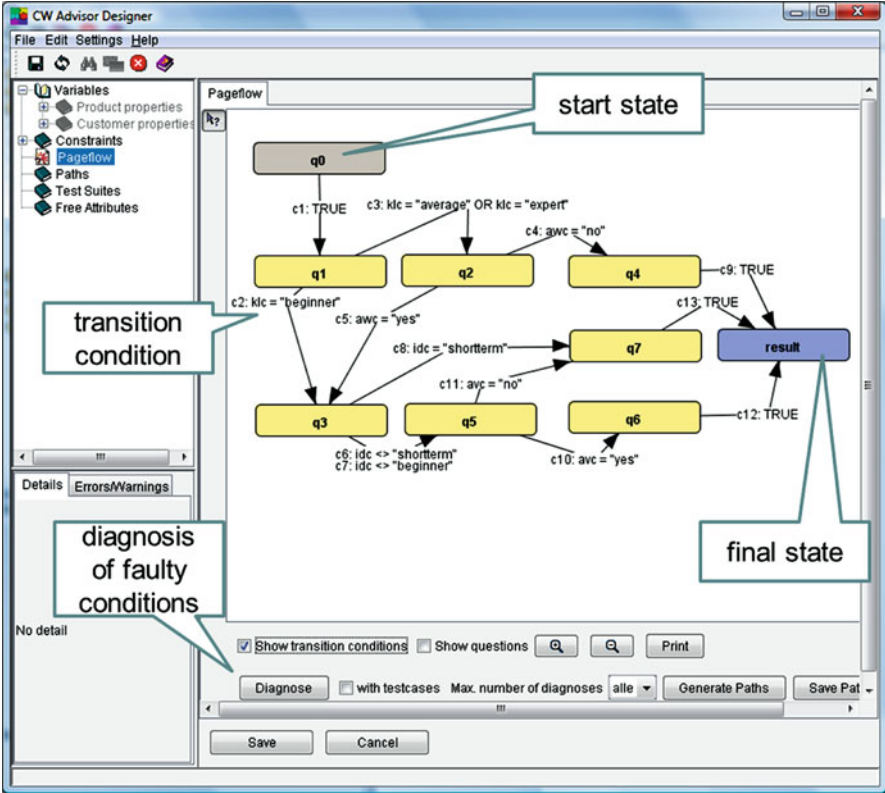 CW Advisor Designer
File Edit Settings Help
Variables
Product properties
Customer properties
Constraints
Pageflow
Paths
Test Suites
Free Attributes
Pageflow
start state
q0
c1: TRUE
c3: klc = "average" OR klc = "expert"
c4: awc = "no"
q1
q2
q4
c9: TRUE
c2: klc = "beginner"
c13: TRUE
transition
condition
c5: awc = "yes"
c8: idc = "shortterm"
q7
result
c11: avc = "no"
q3
q5
q6
c12: TRUE
c6: idc <> "shortterm"
c7: idc <> "beginner"
c10: avc = "yes"
Details
Errors/Warnings
diagnosis
of faulty
conditions
final state
No detail
Show transition conditions
Show questions
Print
Diagnose
with testcases
Max. number of diagnoses
alle
Generate Paths
Save Pat
Save
Cancel